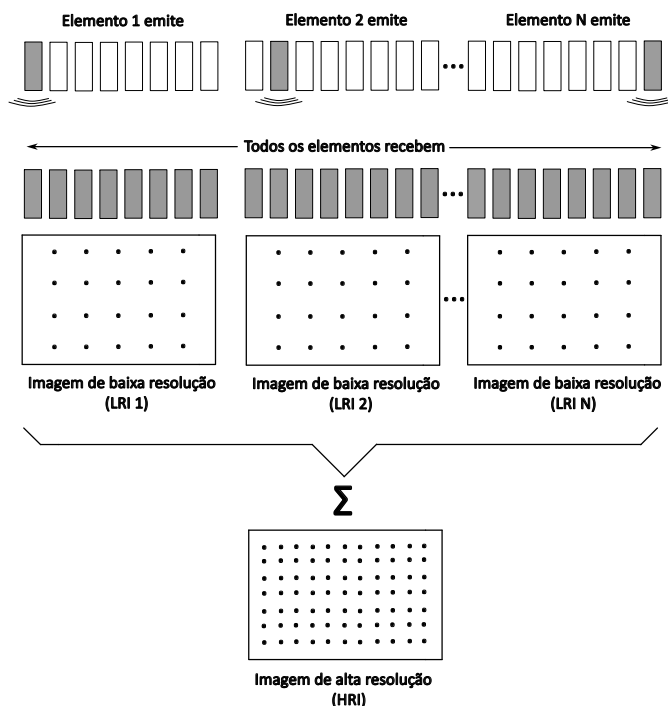 Elemento 1 emite
Elemento 2 emite
Elemento N emite
Todos os elementos recebem
Imagem de baixa resolução
(LRI 1)
Imagem de baixa resolução
(LRI 2)
Imagem de baixa resolução
(LRI N)
Σ
Imagem de alta resolução
(HRI)